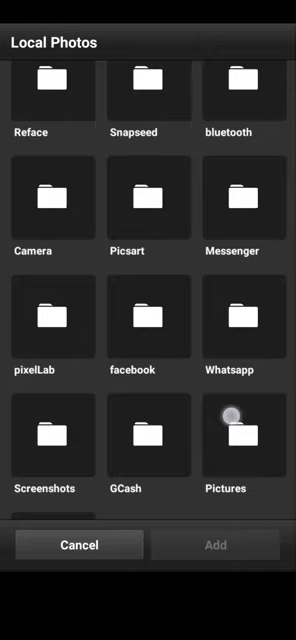 Local Photos
Reface Snapseed bluetooth
Camera Picsart Messenger
pixelLab facebook Whatsapp
Screenshots GCash Pictures
Cancel Add